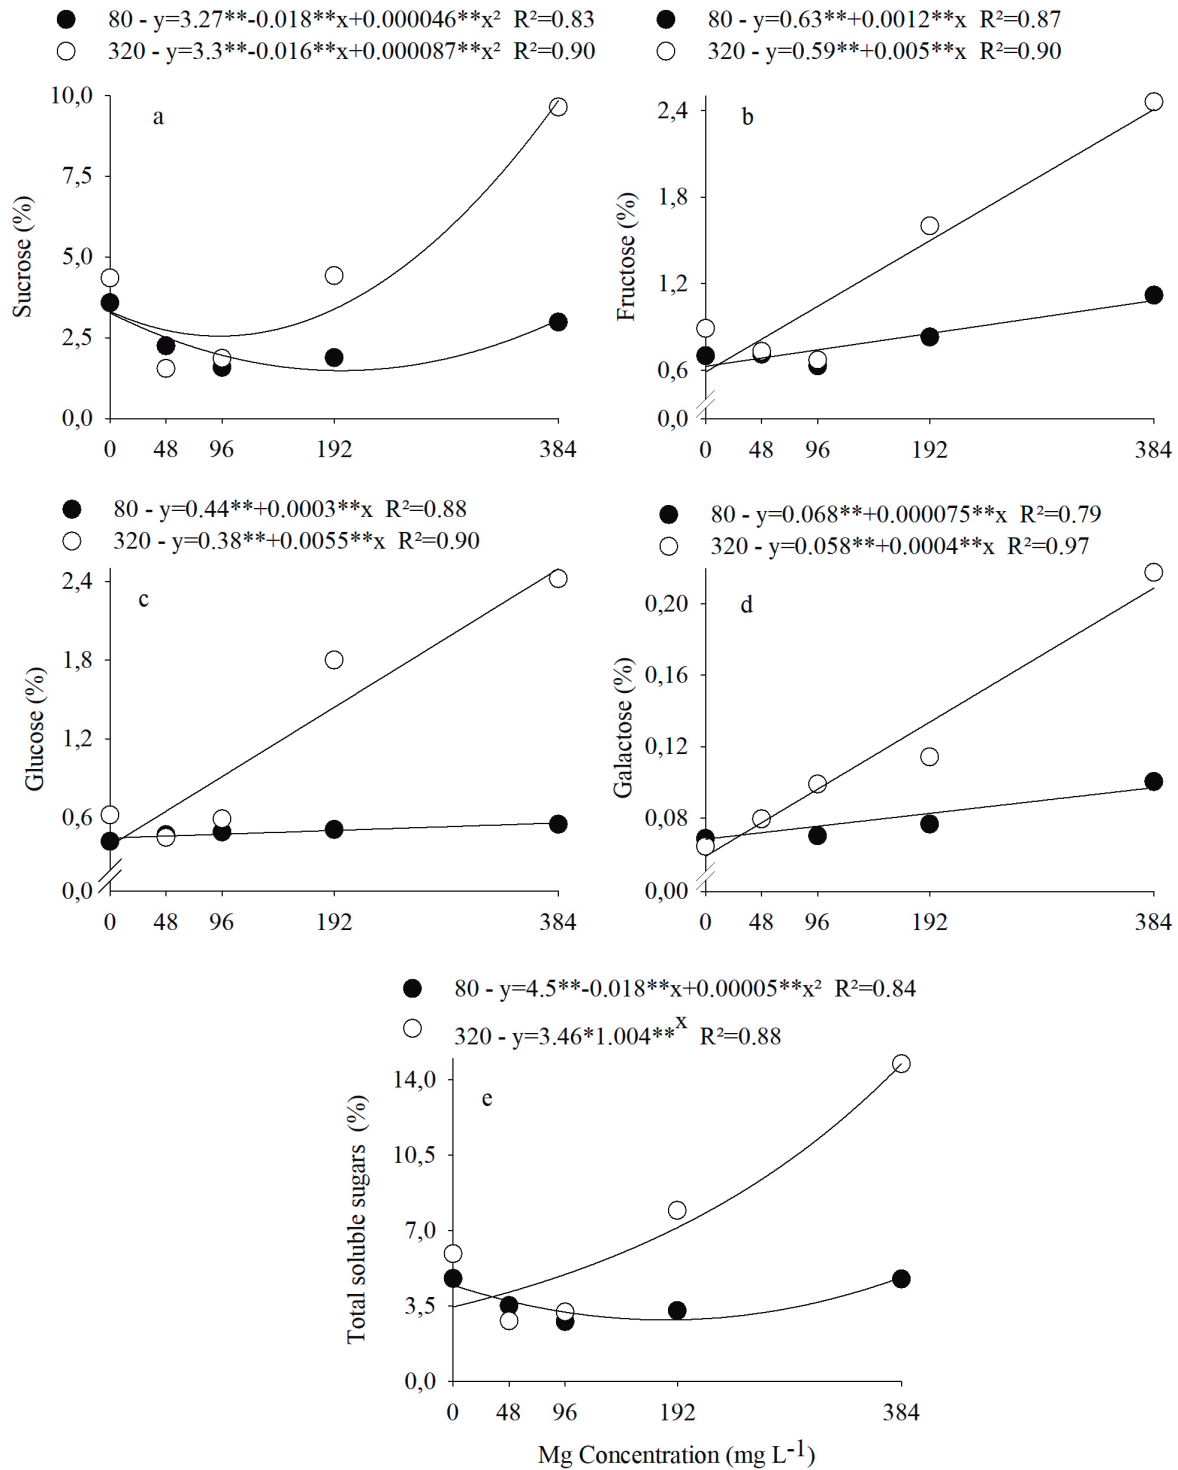 80 - y=3.27**-0.018**x+0.000046**x² R²=0.83
320 - y=3.3**-0.016**x+0.000087**x² R²=0.90
10,0
7,5
5,0
2,5
0,0
a
Sucrose (%)
0 48 96 192 384
80 - y=0.63**+0.0012**x R²=0.87
320 - y=0.59**+0.005**x R²=0.90
2,4
1,8
1,2
0,6
0,0
b
Fructose (%)
0 48 96 192 384
80 - y=0.44**+0.0003**x R²=0.88
320 - y=0.38**+0.0055**x R²=0.90
2,4
1,8
1,2
0,6
0,0
c
Glucose (%)
0 48 96 192 384
80 - y=0.068**+0.000075**x R²=0.79
320 - y=0.058**+0.0004**x R²=0.97
0,20
0,16
0,12
0,08
0,00
d
Galactose (%)
0 48 96 192 384
80 - y=4.5**-0.018**x+0.00005**x² R²=0.84
320 - y=3.46*1.004**^x R²=0.88
14,0
10,5
7,0
3,5
0,0
e
Total soluble sugars (%)
0 48 96 192 384
Mg Concentration (mg L⁻¹)